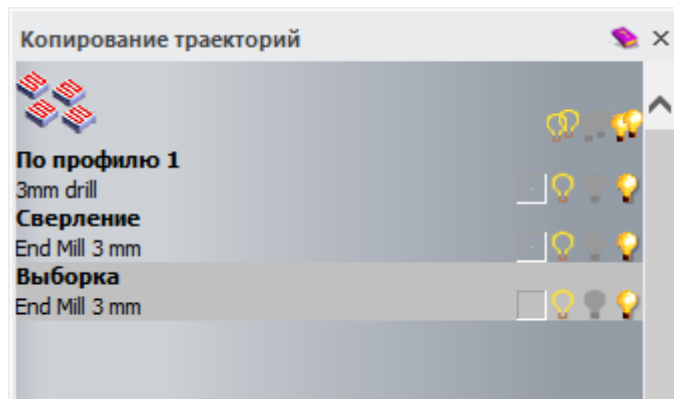 Копирование траекторий
По профилю 1
3mm drill
Сверление
End Mill 3 mm
Выборка
End Mill 3 mm